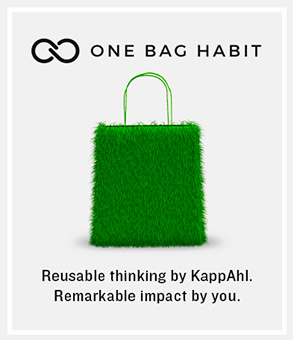 ONE BAG HABIT
Reusable thinking by KappAhl.
Remarkable impact by you.